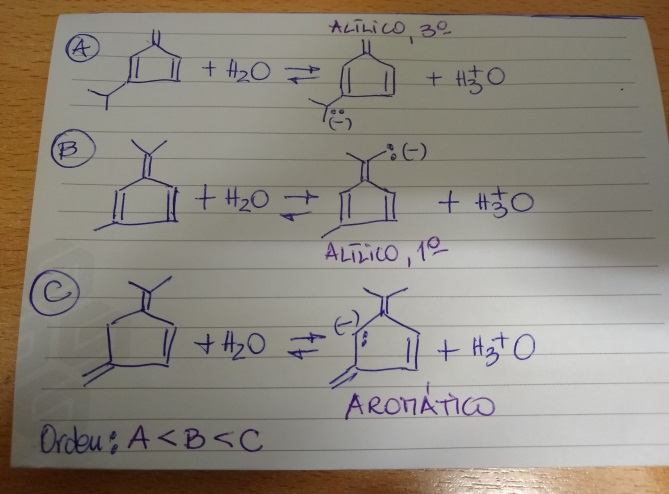 ALÍLICO, 3º
A + H2O ⇌ (-) + H3+O
B + H2O ⇌ (-) + H3+O
ALÍLICO, 1º
C + H2O ⇌ (-) + H3+O
AROMÁTICO
Orden: A < B < C